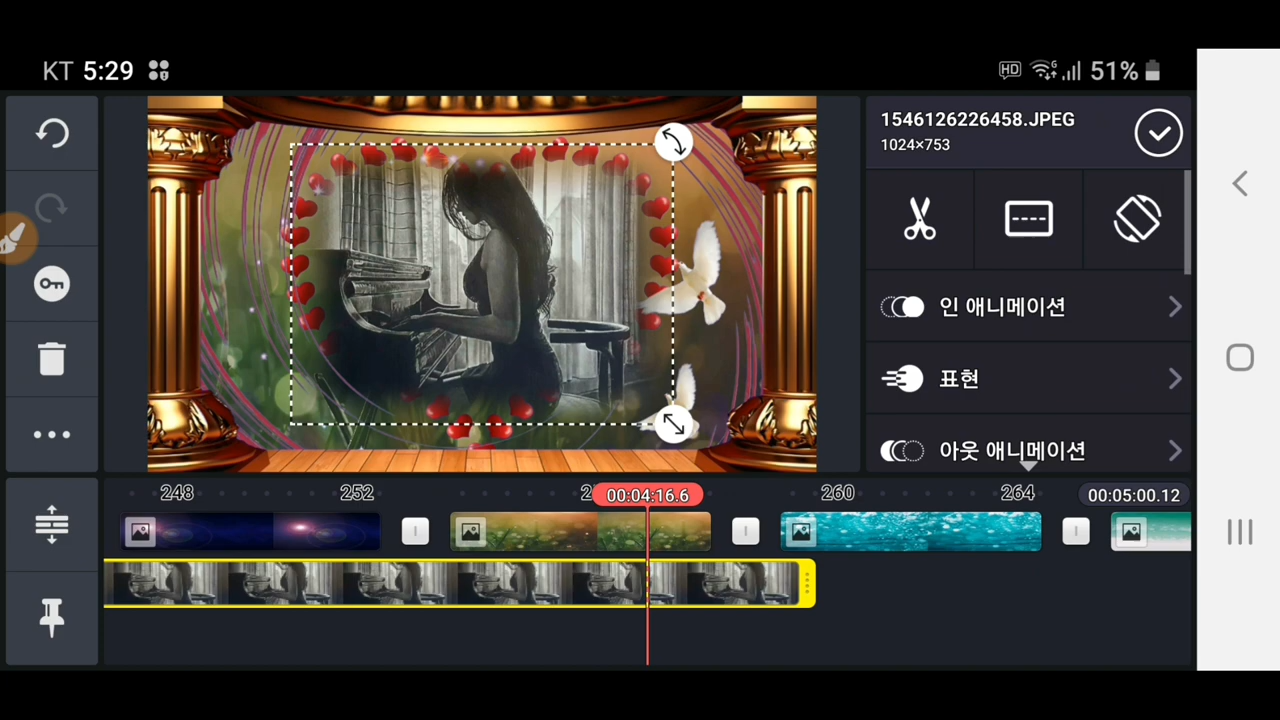 KT 5:29
HD 6 51%
1546126226458.JPEG
1024×753
인 애니메이션
표현
아웃 애니메이션
248 252 00:04:16.6 260 264 00:05:00.12